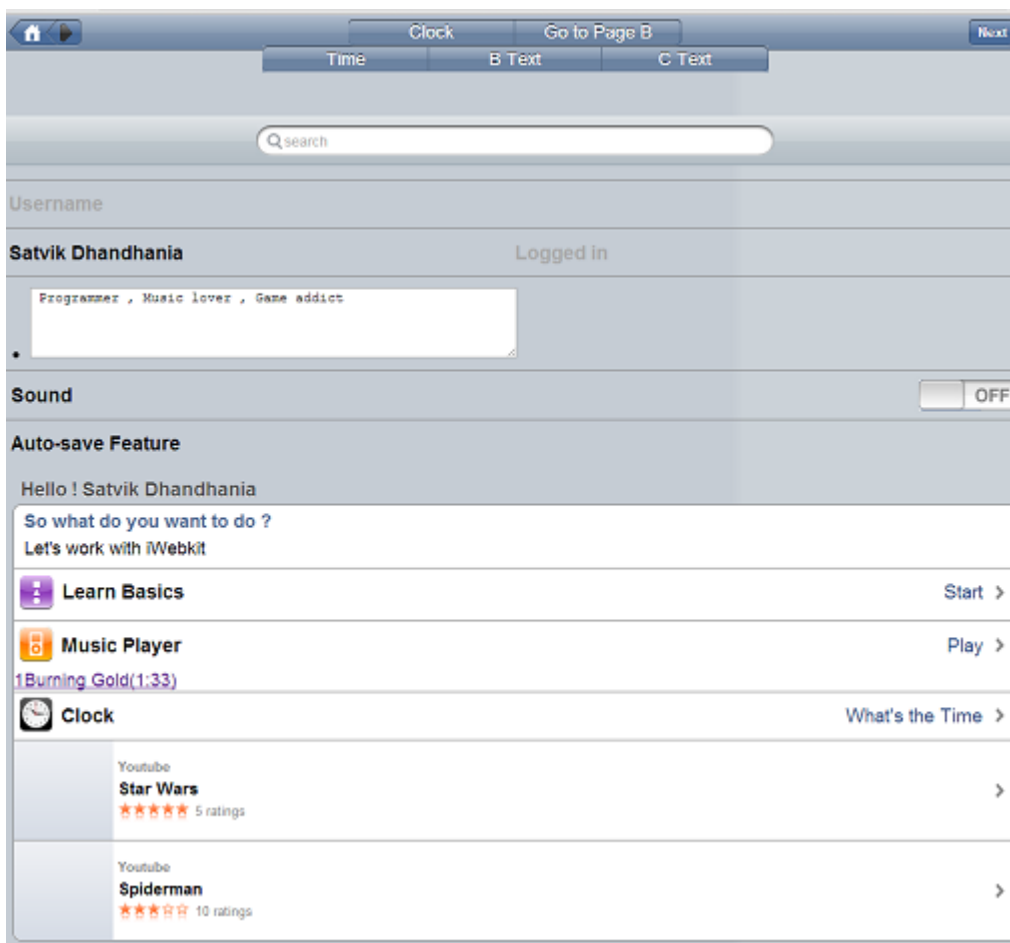 Clock Go to Page B Next
Time B Text C Text
search
Username
Satvik Dhandhania Logged in
Programmer , Music lover , Game addict
Sound OFF
Auto-save Feature
Hello ! Satvik Dhandhania
So what do you want to do ?
Let's work with iWebkit
Learn Basics Start
Music Player Play
1Burning Gold(1:33)
Clock What's the Time
Youtube
Star Wars
5 ratings
Youtube
Spiderman
10 ratings